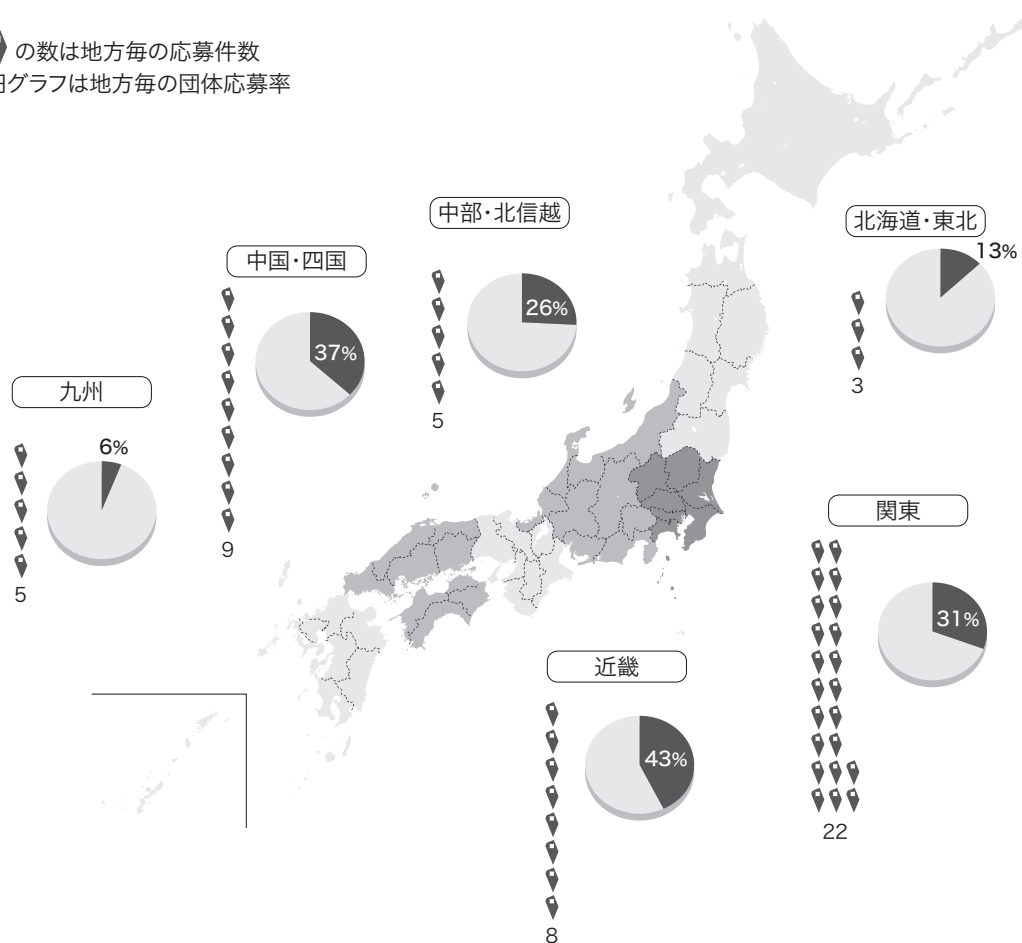 の数は地方毎の応募件数
円グラフは地方毎の団体応募率
中部・北信越
26%
5
北海道・東北
13%
3
中国・四国
37%
9
九州
6%
5
関東
31%
22
近畿
43%
8